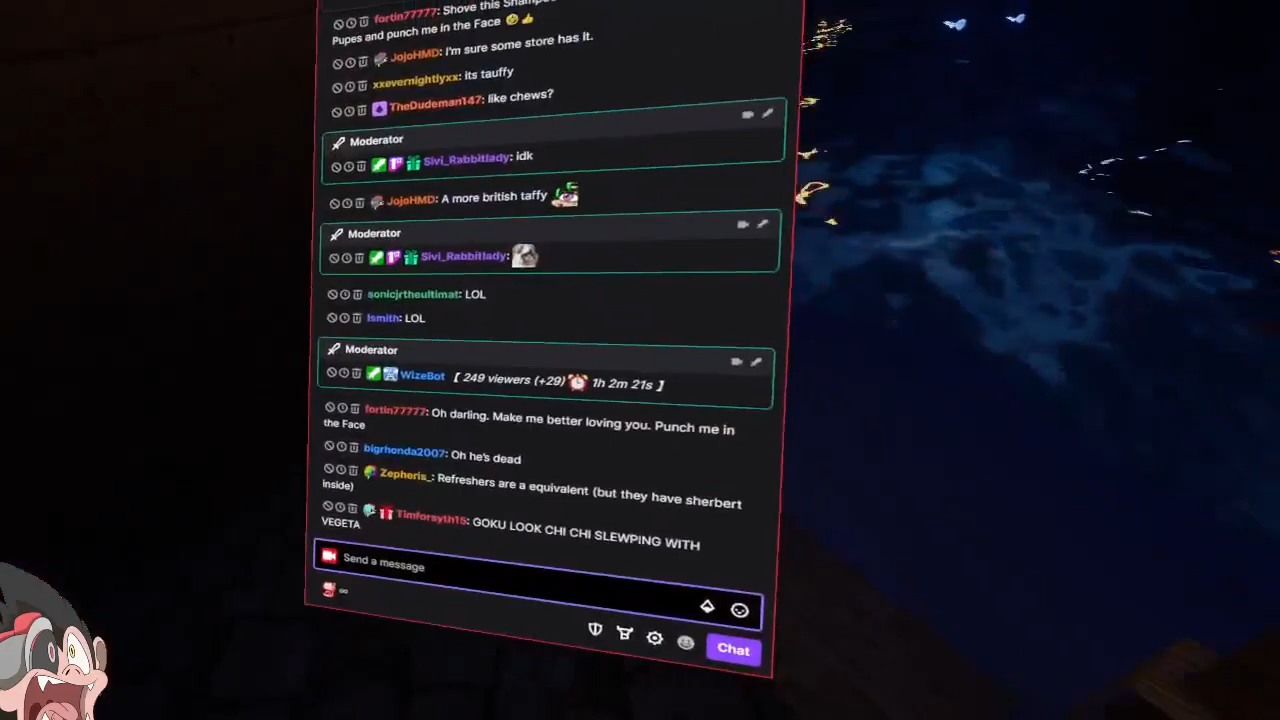 fortin77777: Shove this Shampoo
Pupes and punch me in the Face
JojoHMD: I'm sure some store has it.
xxevernightlyxx: its tauffy
TheDudeman147: like chews?
Moderator
Sivi_Rabbitlady: idk
JojoHMD: A more british taffy
Moderator
Sivi_Rabbitlady:
sonicjrtheultimat: LOL
lsmith: LOL
Moderator
WizeBot [ 249 viewers (+29) 1h 2m 21s ]
fortin77777: Oh darling. Make me better loving you. Punch me in
the Face
bigrhonda2007: Oh he's dead
Zepheris_: Refreshers are a equivalent (but they have sherbert
inside)
Timforsyth15: GOKU LOOK CHI CHI SLEWPING WITH
VEGETA
Send a message
∞
Chat